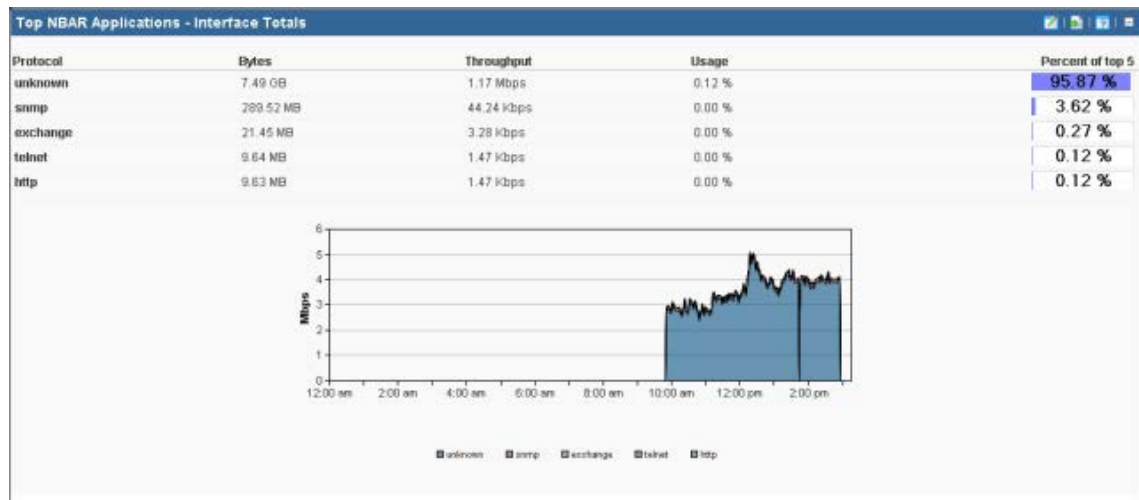 Top NBAR Applications - Interface Totals
Protocol Bytes Throughput Usage Percent of top 5
unknown 7.49 GB 1.17 Mbps 0.12 % 95.87 %
snmp 289.52 MB 44.24 Kbps 0.00 % 3.62 %
exchange 21.45 MB 3.28 Kbps 0.00 % 0.27 %
telnet 9.64 MB 1.47 Kbps 0.00 % 0.12 %
http 9.63 MB 1.47 Kbps 0.00 % 0.12 %
6
5
4
3
2
1
0
Mbps
12:00 am 2:00 am 4:00 am 6:00 am 8:00 am 10:00 am 12:00 pm 2:00 pm
unknown snmp exchange telnet http